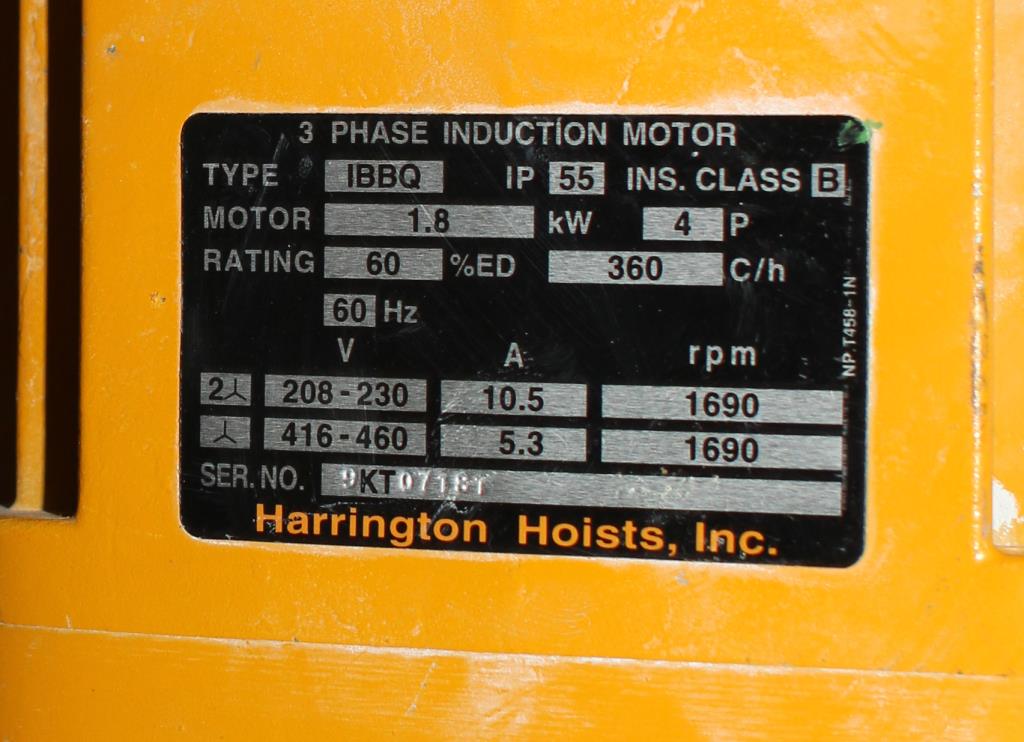 3 PHASE INDUCTION MOTOR
TYPE IBBQ IP 55 INS. CLASS B
MOTOR 1.8 kW 4 P
RATING 60 %ED 360 C/h
60 Hz
V A rpm
2⅄ 208-230 10.5 1690
⅄ 416-460 5.3 1690
SER. NO. 9KT0718T
Harrington Hoists, Inc.
NP.T458-1N